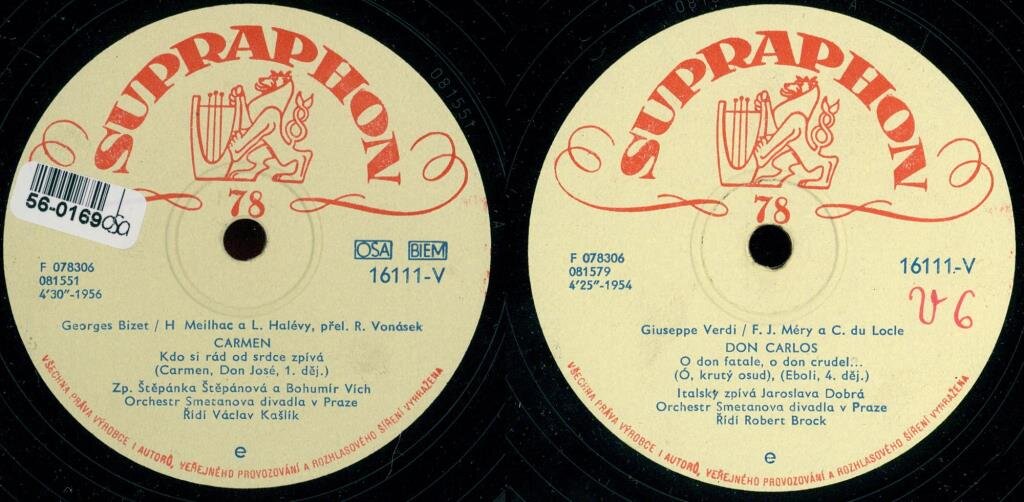 SUPRAPHON
78
081551
56-0169
OSA
OSA BIEM
16111-V
F 078306
081551
4'30"-1956
Georges Bizet / H Meilhac a L. Halévy, přel. R. Vonásek
CARMEN
Kdo si rád od srdce zpívá
(Carmen, Don José, 1. děj.)
Zp. Štěpánka Štěpánová a Bohumír Vích
Orchestr Smetanova divadla v Praze
Řídí Václav Kašlík
e
VŠECHNA PRÁVA VÝROBCE I AUTORŮ, VEŘEJNÉHO PROVOZOVÁNÍ A ROZHLASOVÉHO ŠÍŘENÍ VYHRAŽENA
SUPRAPHON
78
16111-V
V 6
F 078306
081579
4'25"-1954
Giuseppe Verdi / F. J. Méry a C. du Locle
DON CARLOS
O don fatale, o don crudel...
(Ó, krutý osud), (Eboli, 4. děj.)
Italsky zpívá Jaroslava Dobrá
Orchestr Smetanova divadla v Praze
Řídí Robert Brock
e
VŠECHNA PRÁVA VÝROBCE I AUTORŮ, VEŘEJNÉHO PROVOZOVÁNÍ A ROZHLASOVÉHO ŠÍŘENÍ VYHRAŽENA